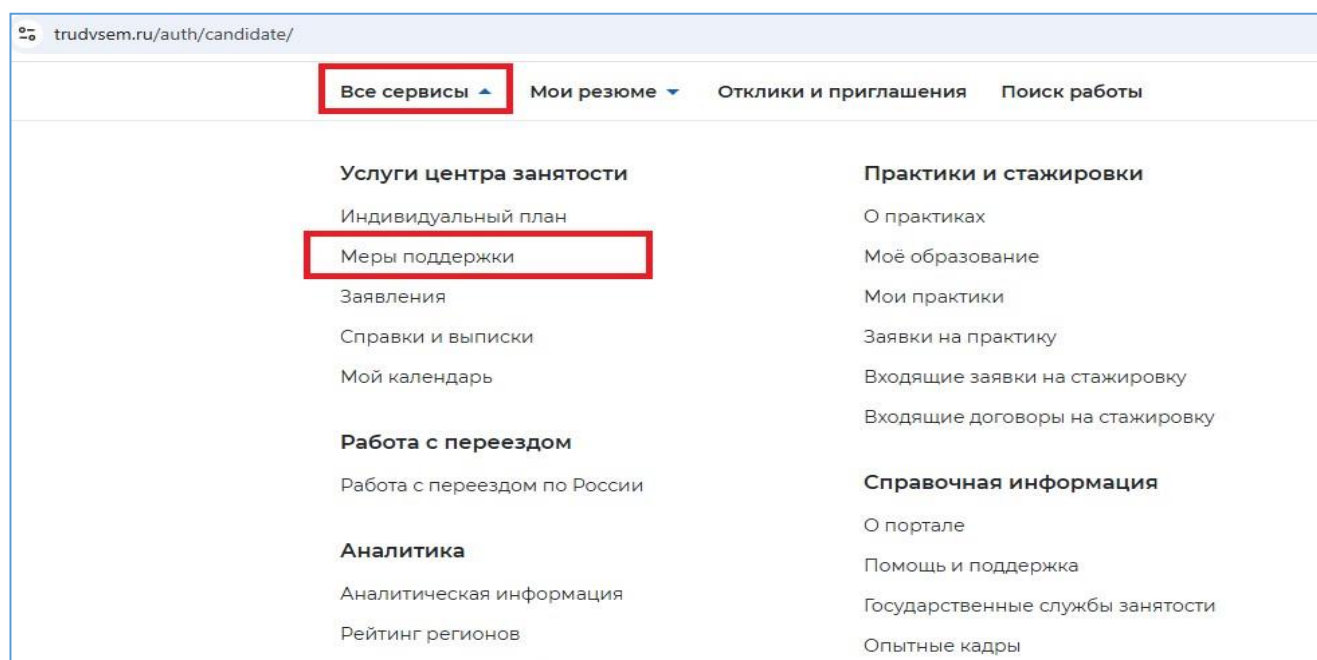 trudvsem.ru/auth/candidate/
Все сервисы Мои резюме Отклики и приглашения Поиск работы
Услуги центра занятости
Индивидуальный план
Меры поддержки
Заявления
Справки и выписки
Мой календарь
Работа с переездом
Работа с переездом по России
Аналитика
Аналитическая информация
Рейтинг регионов
Практики и стажировки
О практиках
Моё образование
Мои практики
Заявки на практику
Входящие заявки на стажировку
Входящие договоры на стажировку
Справочная информация
О портале
Помощь и поддержка
Государственные службы занятости
Опытные кадры